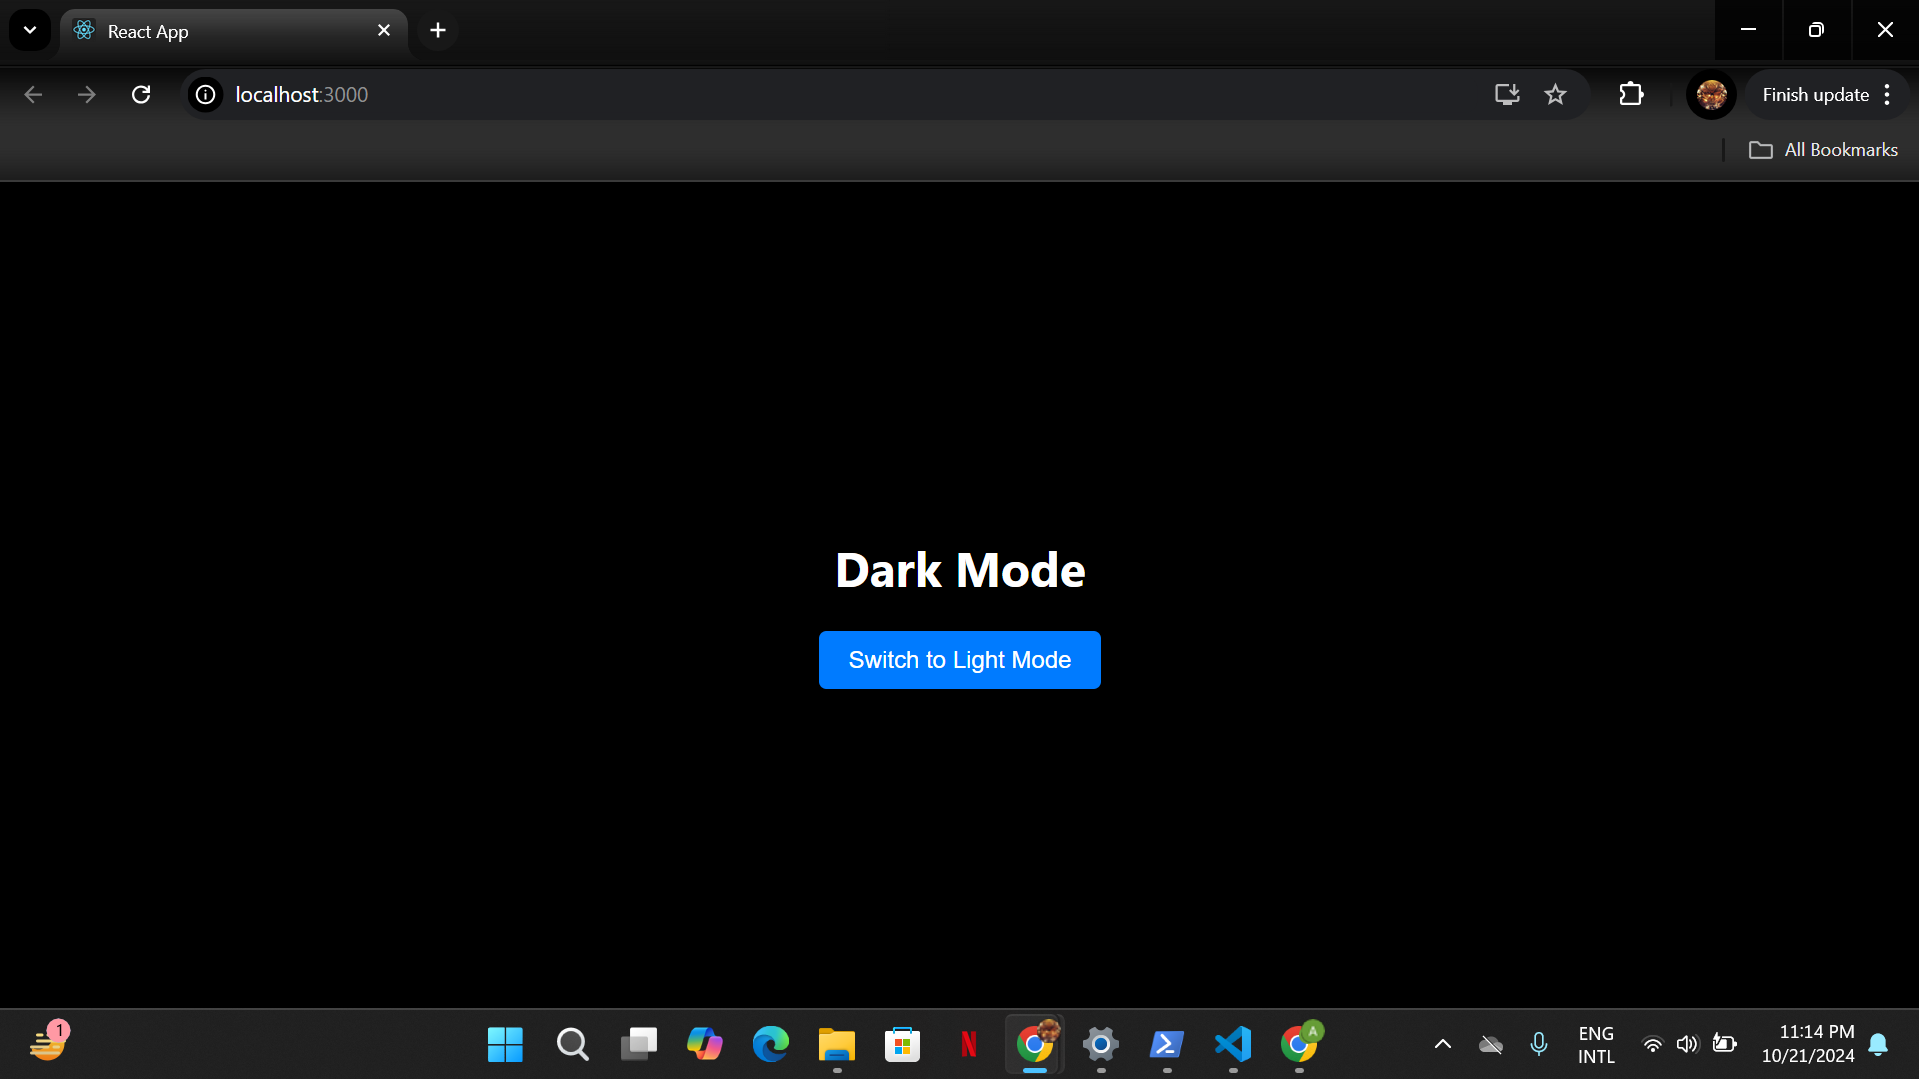 React App
localhost:3000
Finish update
All Bookmarks
Dark Mode
Switch to Light Mode
1
A
ENG
INTL
11:14 PM
10/21/2024